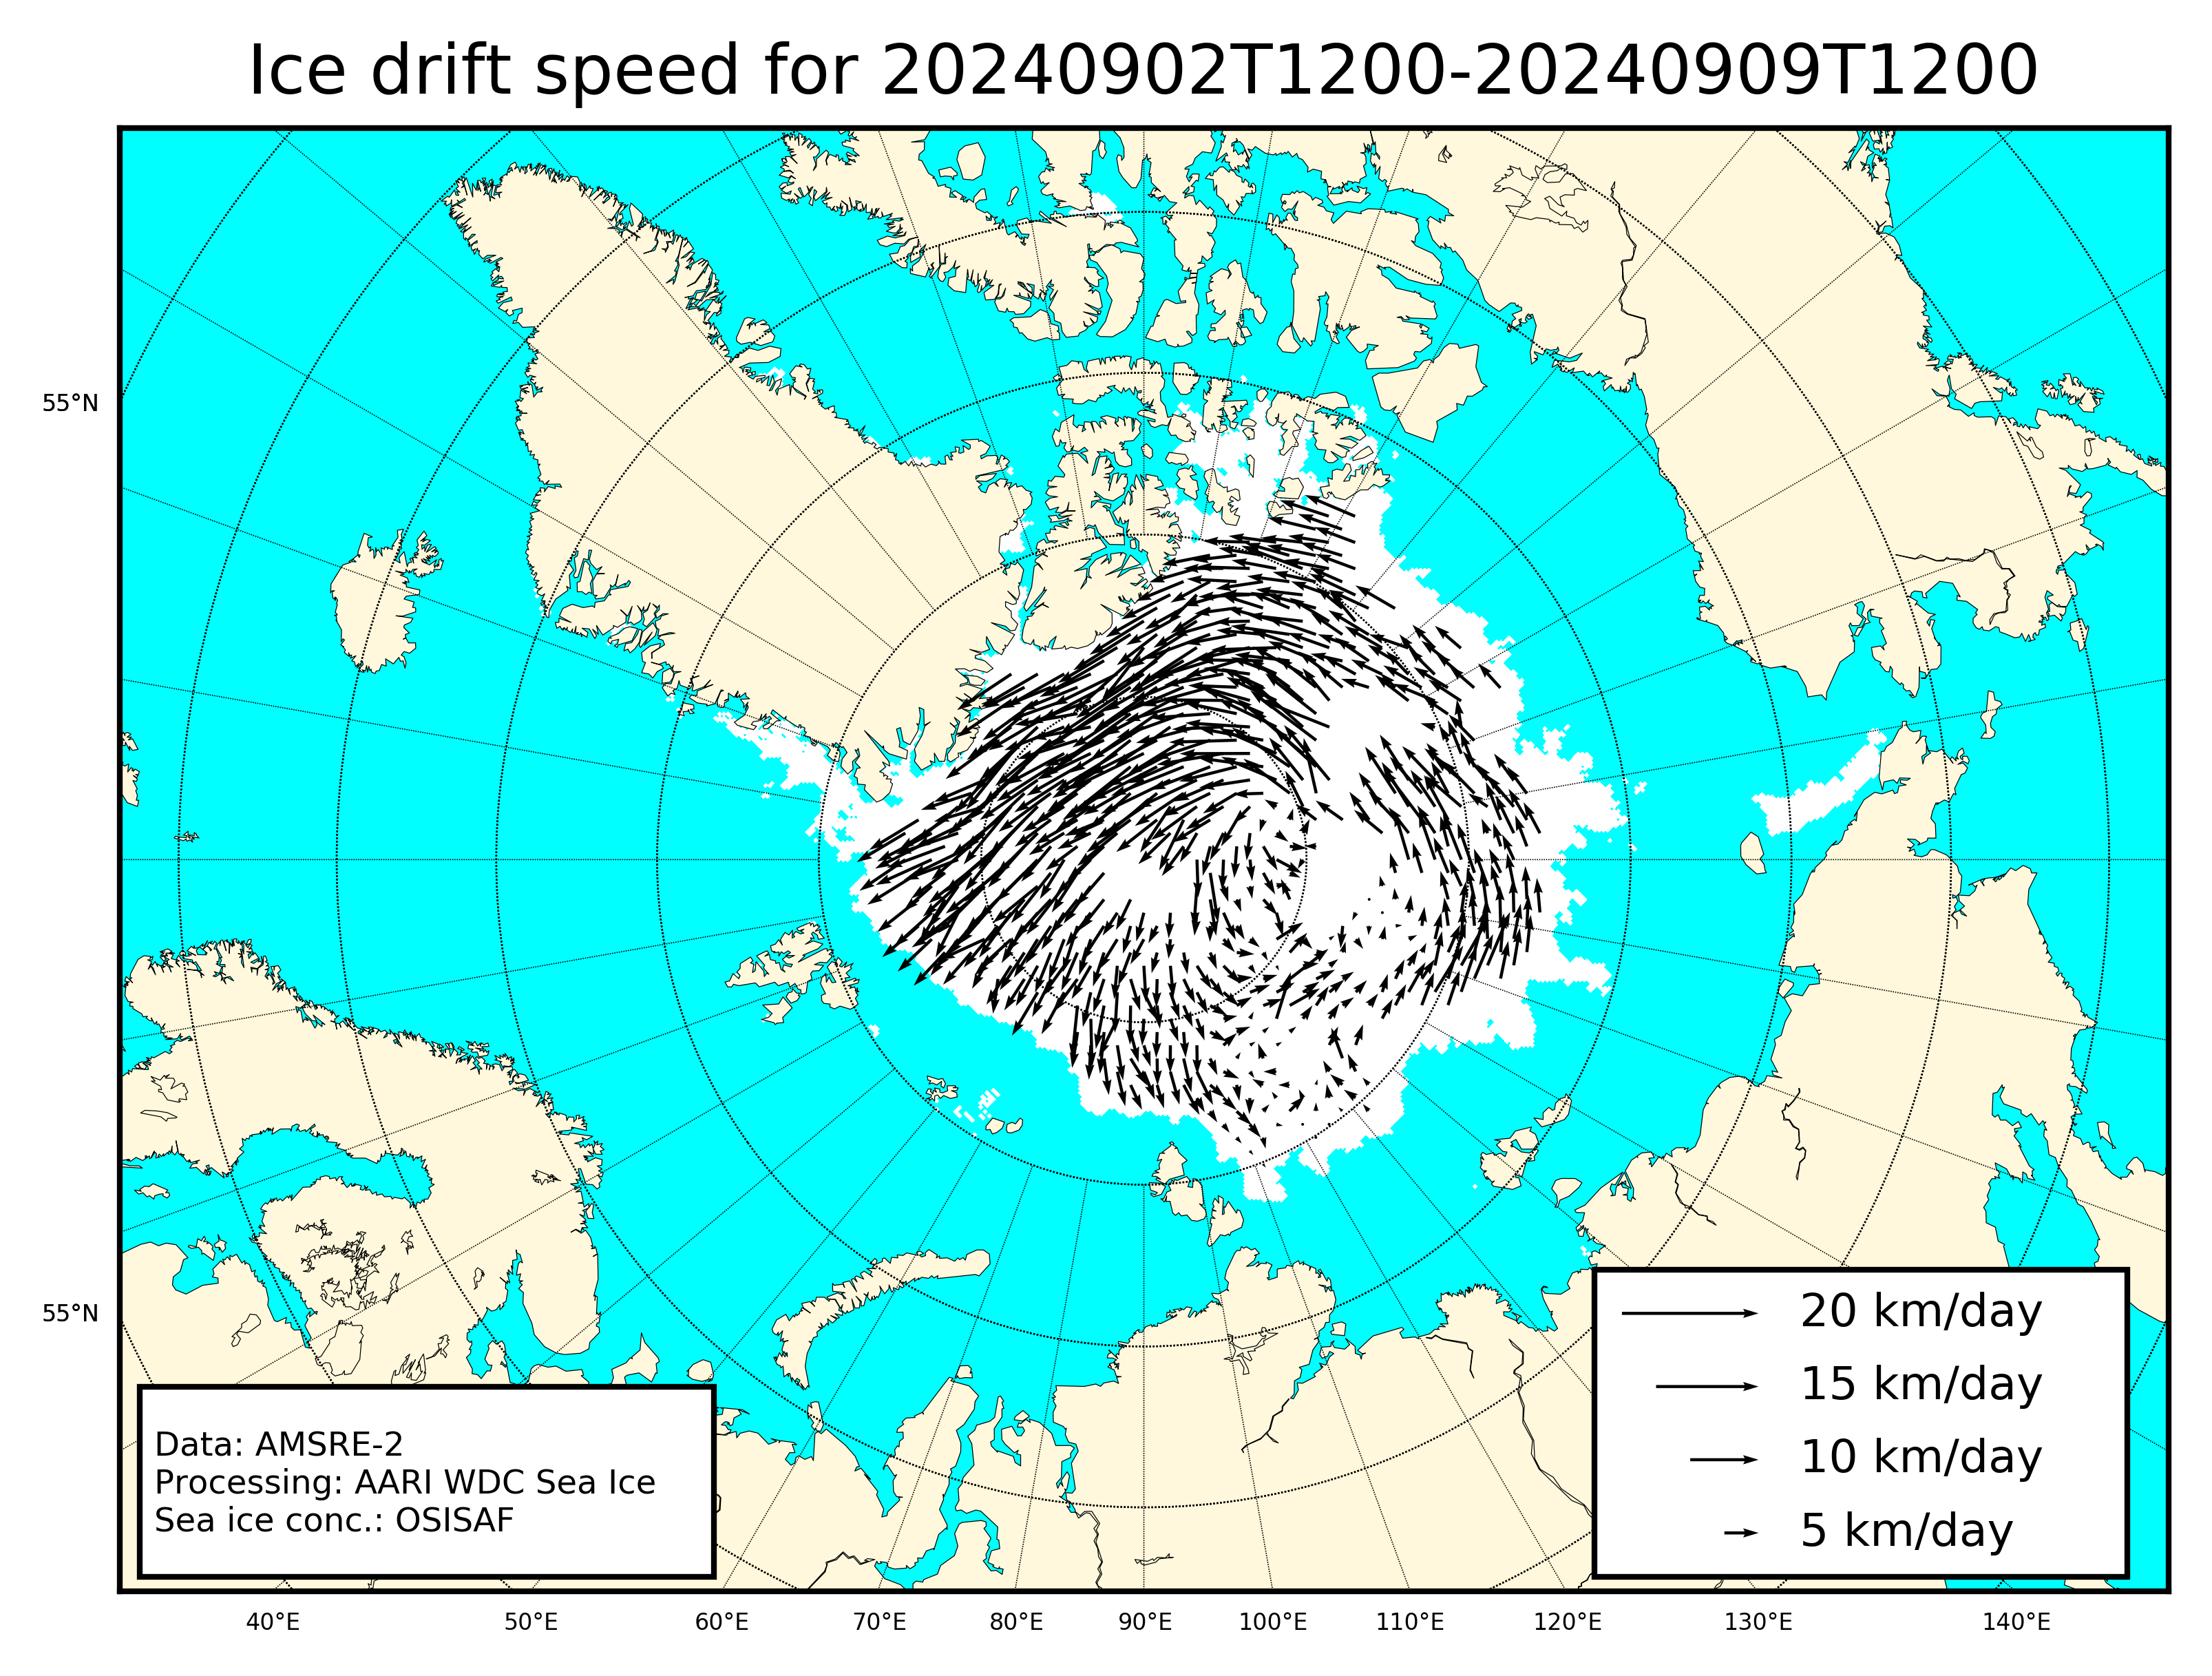 Ice drift speed for 20240902T1200-20240909T1200
55°N
55°N
20 km/day
15 km/day
10 km/day
5 km/day
Data: AMSRE-2
Processing: AARI WDC Sea Ice
Sea ice conc.: OSISAF
40°E 50°E 60°E 70°E 80°E 90°E 100°E 110°E 120°E 130°E 140°E